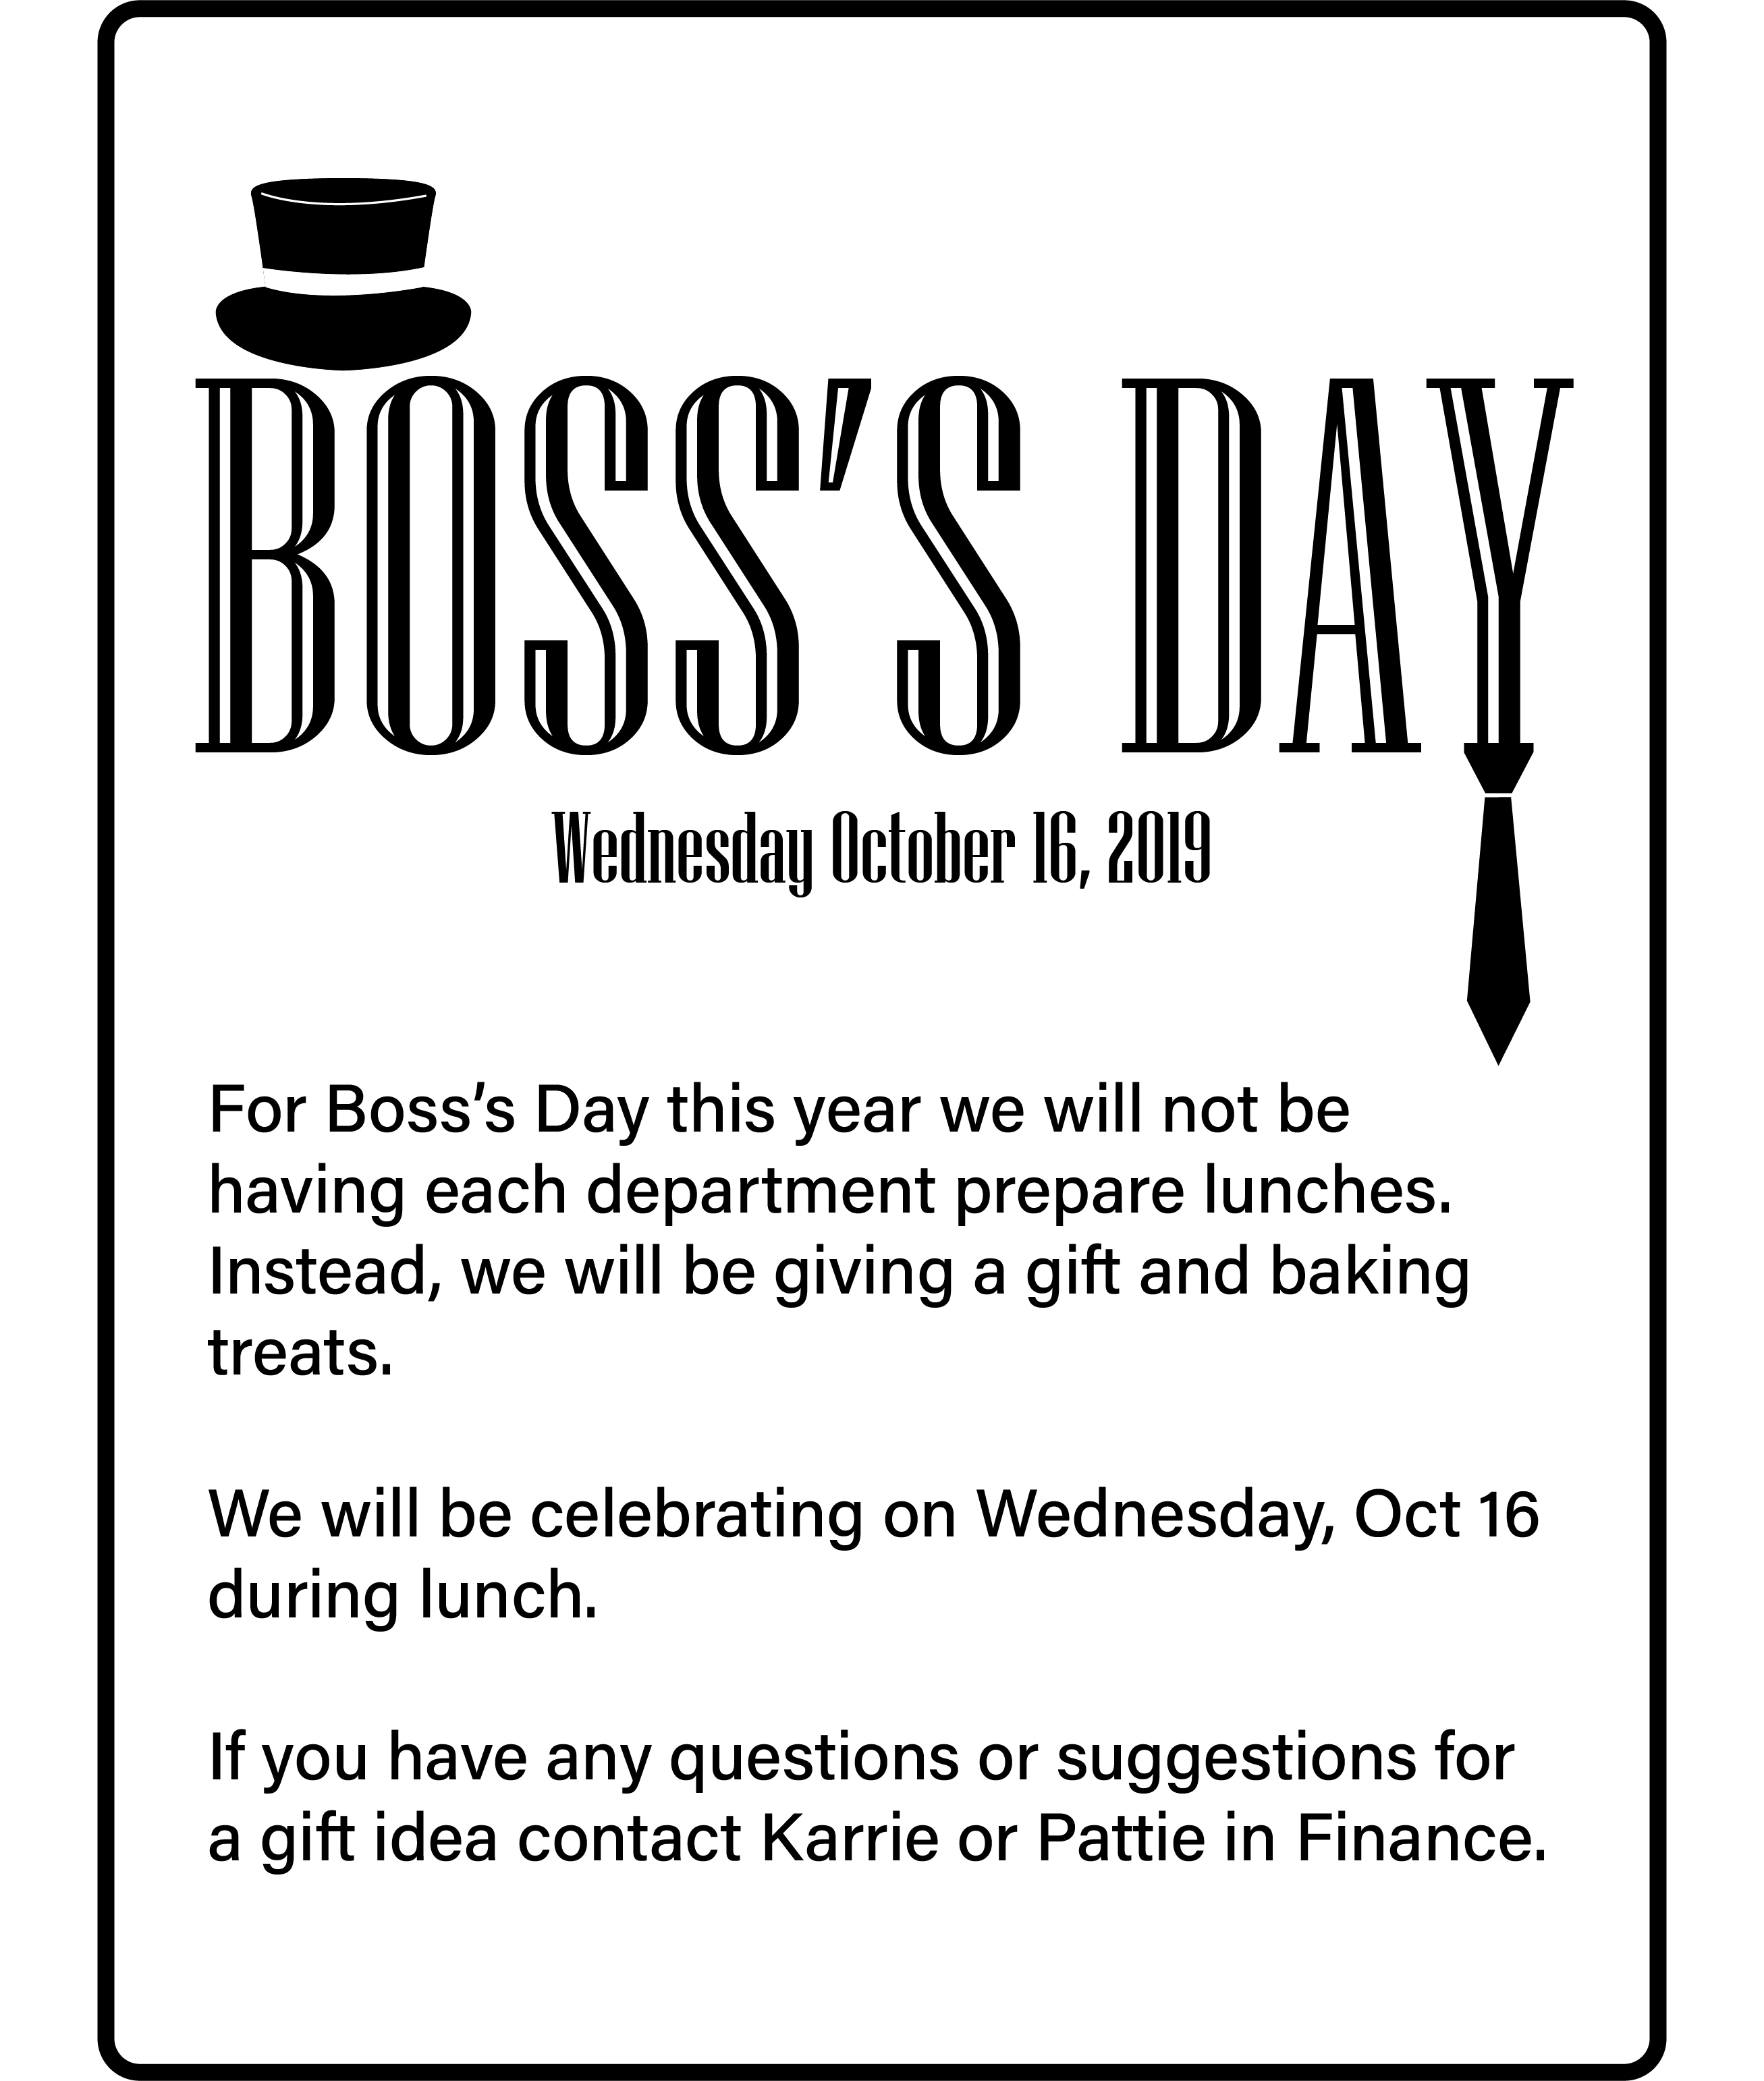 BOSS’S DAY
Wednesday October 16, 2019
For Boss’s Day this year we will not be
having each department prepare lunches.
Instead, we will be giving a gift and baking
treats.
We will be celebrating on Wednesday, Oct 16
during lunch.
If you have any questions or suggestions for
a gift idea contact Karrie or Pattie in Finance.